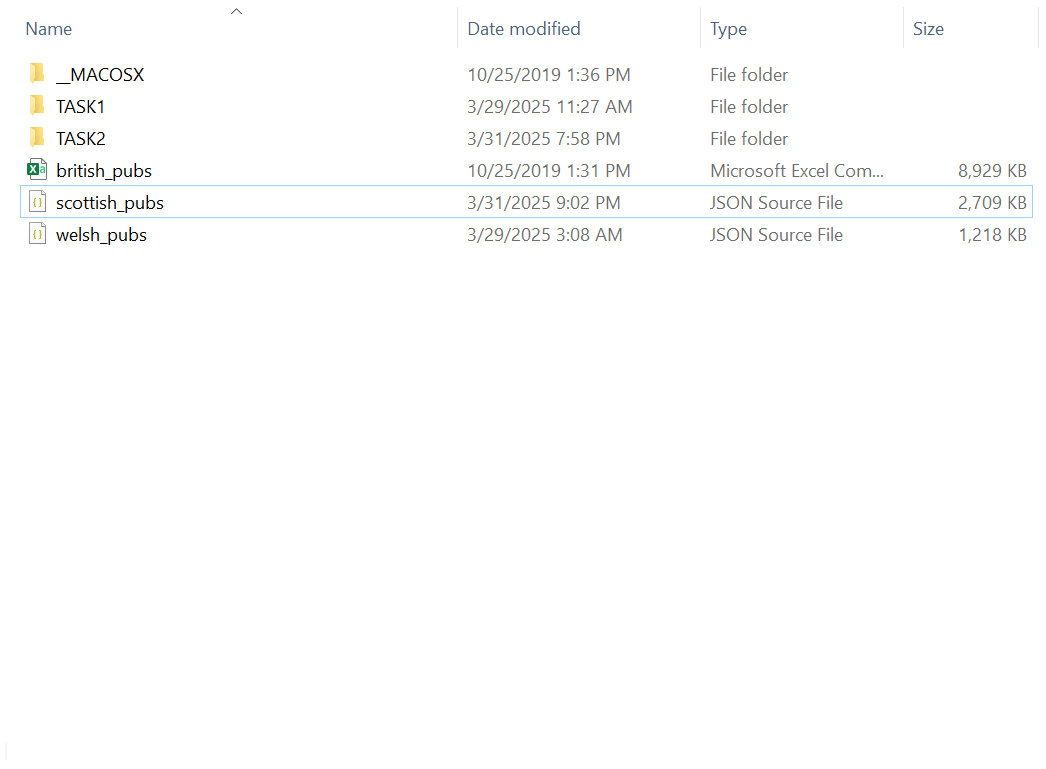 Name Date modified Type Size
__MACOSX 10/25/2019 1:36 PM File folder
TASK1 3/29/2025 11:27 AM File folder
TASK2 3/31/2025 7:58 PM File folder
british_pubs 10/25/2019 1:31 PM Microsoft Excel Com... 8,929 KB
scottish_pubs 3/31/2025 9:02 PM JSON Source File 2,709 KB
welsh_pubs 3/29/2025 3:08 AM JSON Source File 1,218 KB